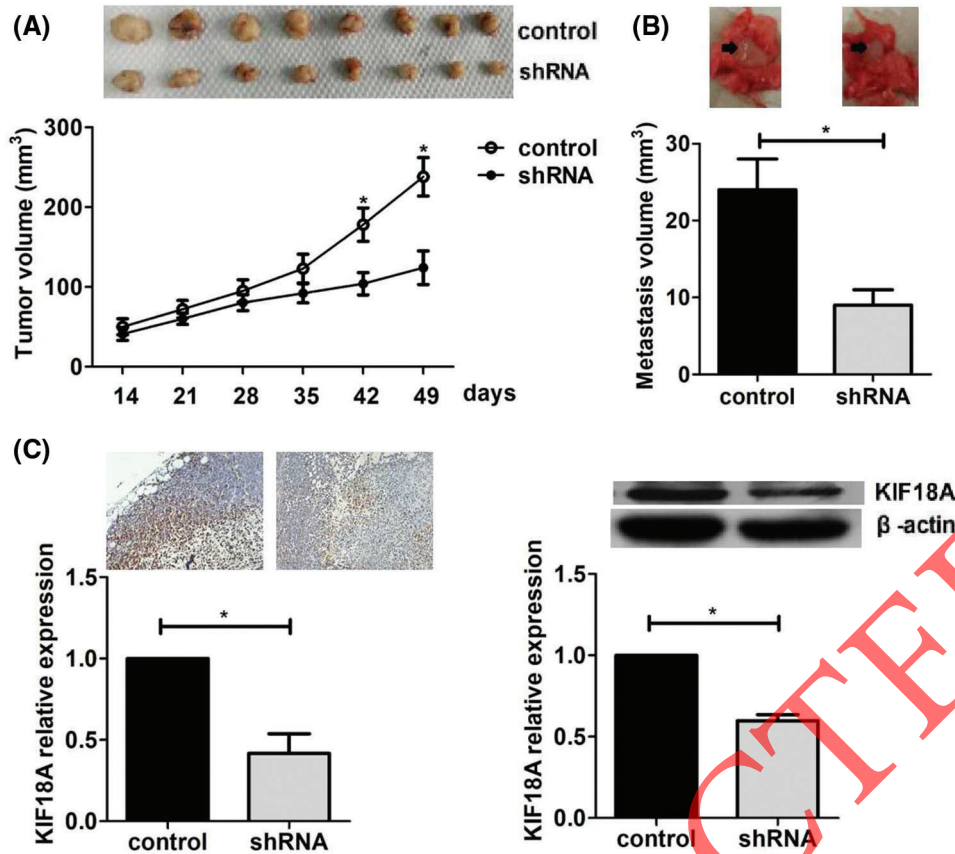 (A)
control
shRNA
Tumor volume (mm³)
300
200
100
0
14 21 28 35 42 49 days
control
shRNA
*
*
(B)
Metastasis volume (mm³)
30
20
10
0
*
control shRNA
(C)
KIF18A relative expression
1.5
1.0
0.5
0.0
*
control shRNA
KIF18A
β -actin
KIF18A relative expression
1.5
1.0
0.5
0.0
*
control shRNA